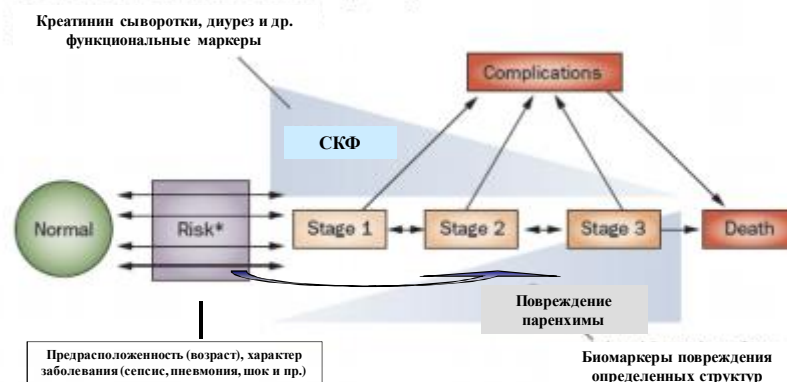 Креатинин сыворотки, диурез и др.
функциональные маркеры
Complications
СКФ
Normal
Risk*
Stage 1
Stage 2
Stage 3
Death
Повреждение
паренхимы
Предрасположенность (возраст), характер
заболевания (сепсис, пневмония, шок и пр.)
Биомаркеры повреждения
определенных структур